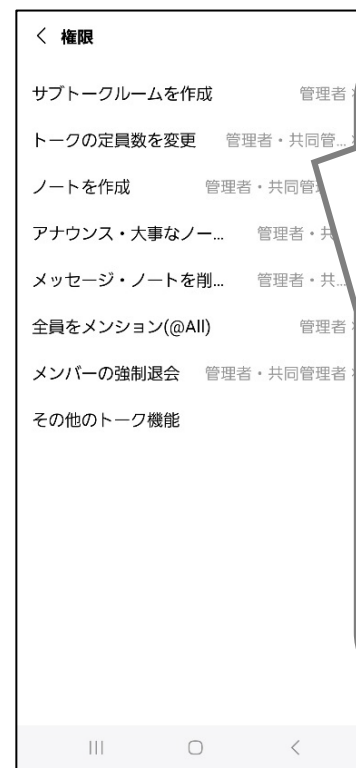 権限
サブトークルームを作成 管理者
トークの定員数を変更 管理者・共同管...
ノートを作成 管理者・共同管
アナウンス・大事なノー... 管理者・共
メッセージ・ノートを削... 管理者・共...
全員をメンション(@All) 管理者
メンバーの強制退会 管理者・共同管理者
その他のトーク機能